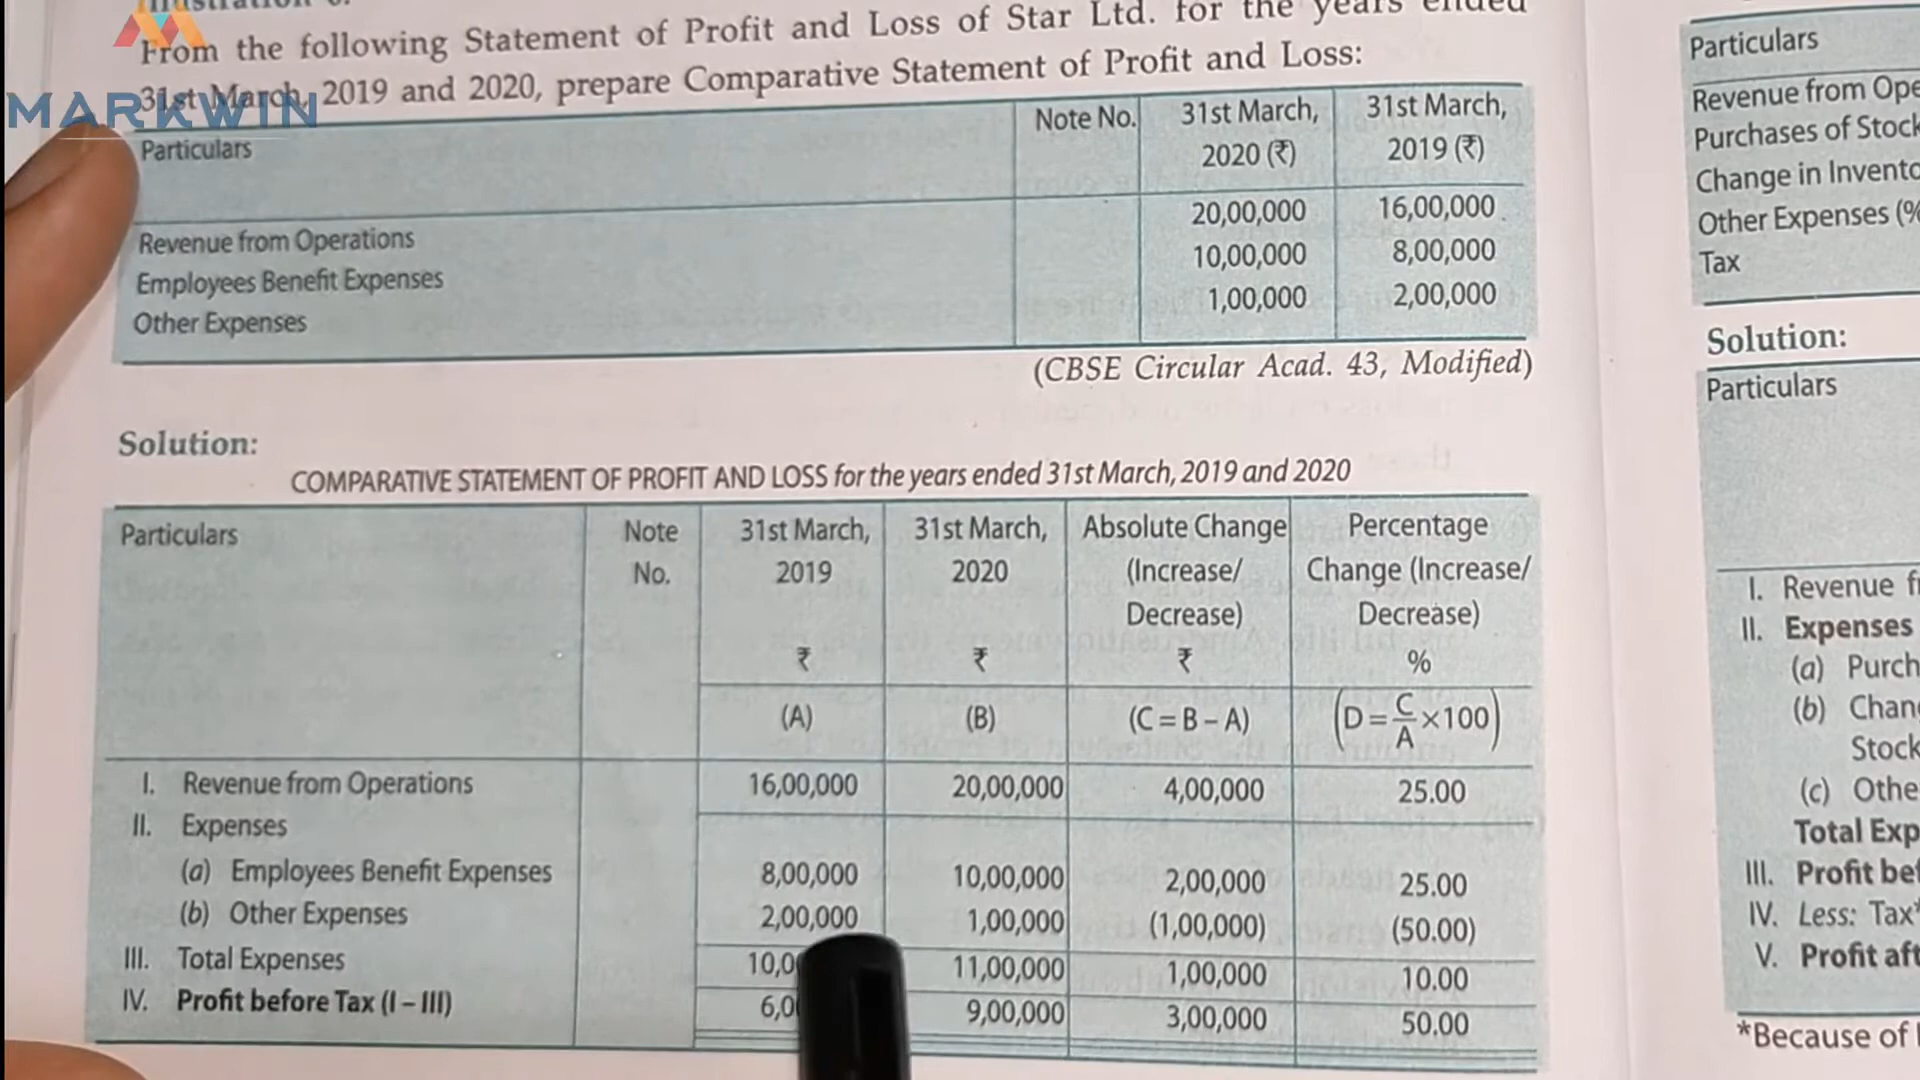 From the following Statement of Profit and Loss of Star Ltd. for the years ended
31st March, 2019 and 2020, prepare Comparative Statement of Profit and Loss:
MARKWIN
Particulars Note No. 31st March, 2020 (₹) 31st March, 2019 (₹)
Revenue from Operations 20,00,000 16,00,000
Employees Benefit Expenses 10,00,000 8,00,000
Other Expenses 1,00,000 2,00,000
(CBSE Circular Acad. 43, Modified)
Solution:
COMPARATIVE STATEMENT OF PROFIT AND LOSS for the years ended 31st March, 2019 and 2020
Particulars Note No. 31st March, 2019 31st March, 2020 Absolute Change (Increase/ Decrease) Percentage Change (Increase/ Decrease)
₹ ₹ ₹ %
(A) (B) (C = B – A) (D = C/A × 100)
I. Revenue from Operations 16,00,000 20,00,000 4,00,000 25.00
II. Expenses
(a) Employees Benefit Expenses 8,00,000 10,00,000 2,00,000 25.00
(b) Other Expenses 2,00,000 1,00,000 (1,00,000) (50.00)
III. Total Expenses 10,0 11,00,000 1,00,000 10.00
IV. Profit before Tax (I – III) 6,0 9,00,000 3,00,000 50.00
Particulars
Revenue from Ope
Purchases of Stock
Change in Invento
Other Expenses (%
Tax
Solution:
Particulars
I. Revenue f
II. Expenses
(a) Purch
(b) Chan
Stock
(c) Othe
Total Exp
III. Profit bef
IV. Less: Tax*
V. Profit aft
*Because of